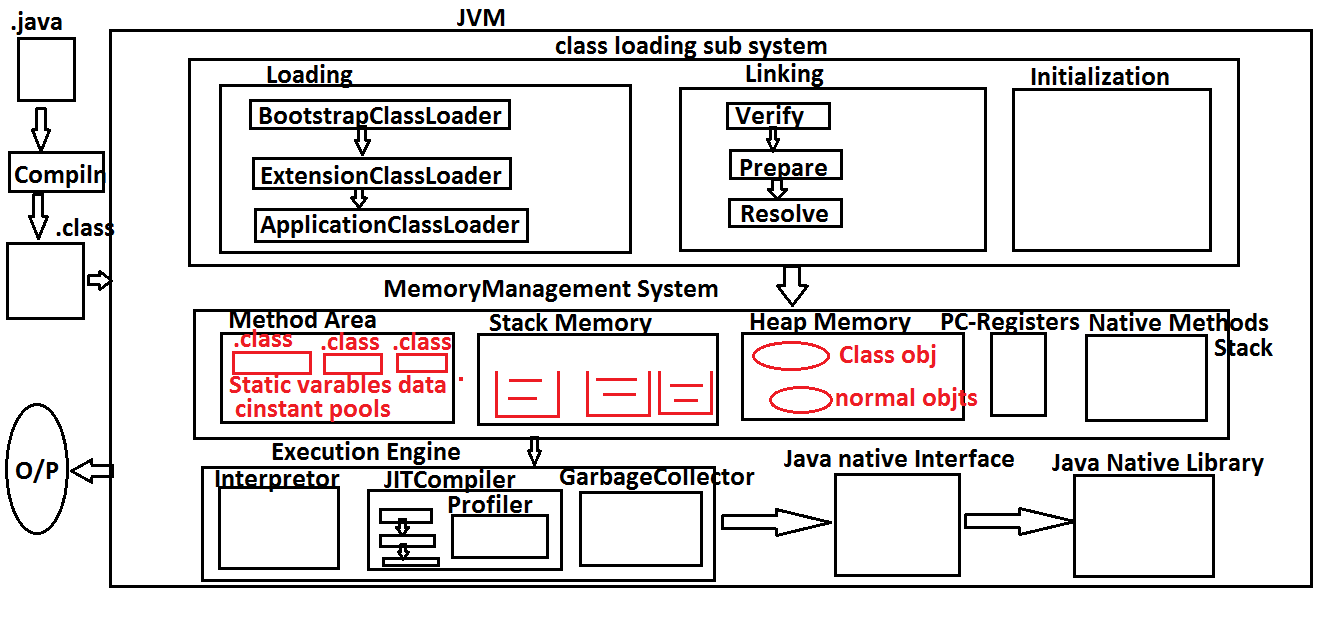 JVM
.java
class loading sub system
Loading
Linking
Initialization
BootstrapClassLoader
Verify
Compiln
ExtensionClassLoader
Prepare
ApplicationClassLoader
Resolve
.class
MemoryManagement System
Method Area
Stack Memory
Heap Memory
PC-Registers
Native Methods
Stack
.class
.class
.class
Class obj
Static varables data
.
cinstant pools
normal objts
O/P
Execution Engine
Interpretor
JITCompiler
GarbageCollector
Java native Interface
Java Native Library
Profiler